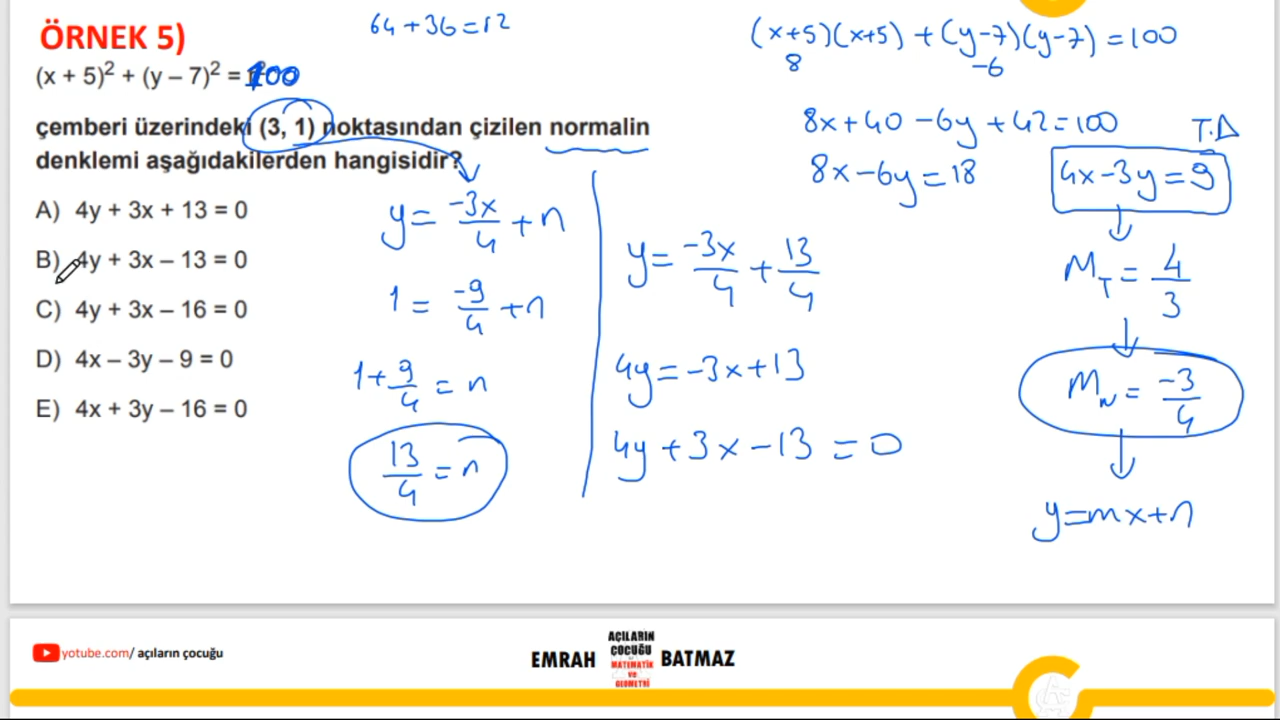 ÖRNEK 5)
64+36=12
(x + 5)² + (y – 7)² = 100
çemberi üzerindeki (3, 1) noktasından çizilen normalin
denklemi aşağıdakilerden hangisidir?
A) 4y + 3x + 13 = 0
B) 4y + 3x – 13 = 0
C) 4y + 3x – 16 = 0
D) 4x – 3y – 9 = 0
E) 4x + 3y – 16 = 0
y = -3x/4 + n
1 = -9/4 + n
1 + 9/4 = n
13/4 = n
y = -3x/4 + 13/4
4y = -3x + 13
4y + 3x - 13 = 0
(x+5)(x+5) + (y-7)(y-7) = 100
8 -6
8x + 40 - 6y + 42 = 100
8x - 6y = 18
T.D
4x - 3y = 9
M_T = 4/3
M_N = -3/4
y = mx + n
yotube.com/ açıların çocuğu
EMRAH
AÇILARIN
ÇOCUĞU
MATEMATİK
VE
GEOMETRİ
BATMAZ